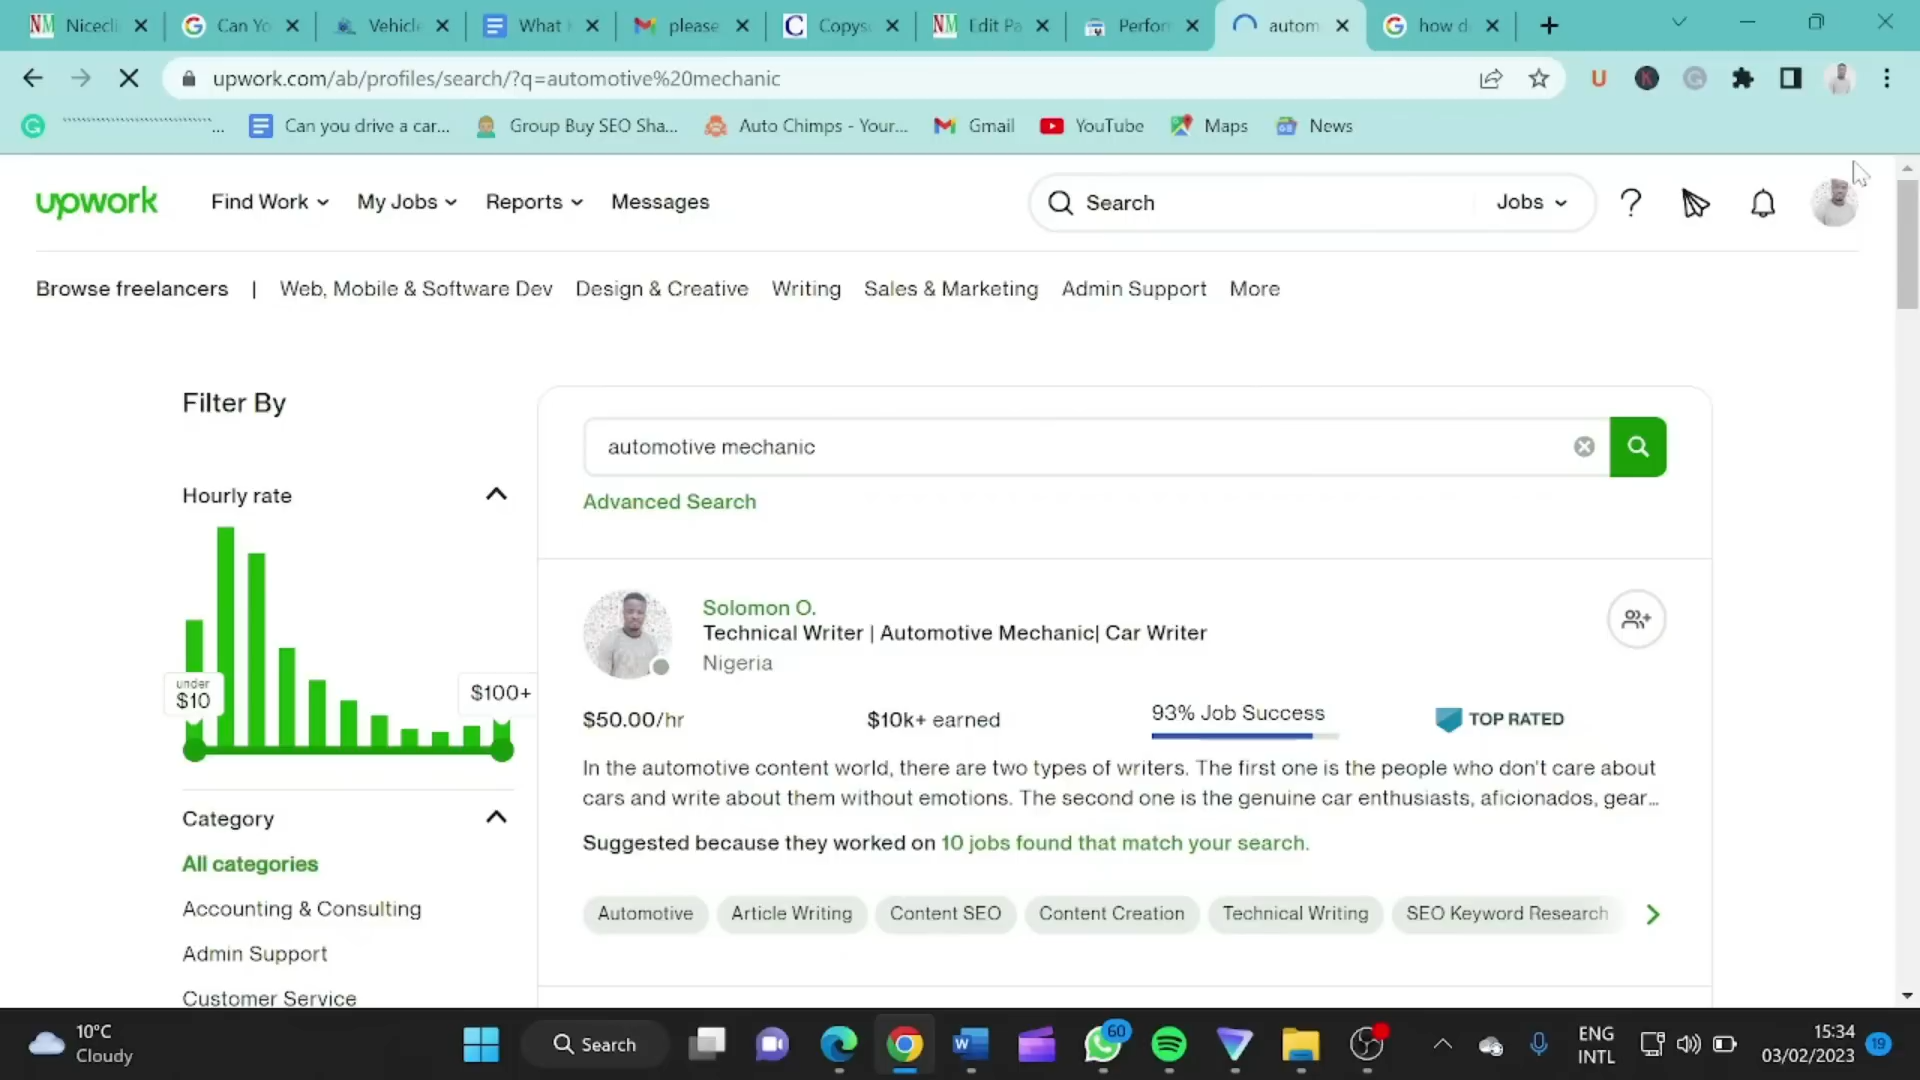 Nicecli
Can Yo
Vehicle
What
please
Copys
Edit Pa
Perfor
autom
how d
upwork.com/ab/profiles/search/?q=automotive%20mechanic
Can you drive a car...
Group Buy SEO Sha...
Auto Chimps - Your...
Gmail
YouTube
Maps
News
upwork
Find Work
My Jobs
Reports
Messages
Search
Jobs
Browse freelancers | Web, Mobile & Software Dev Design & Creative Writing Sales & Marketing Admin Support More
Filter By
automotive mechanic
Advanced Search
Hourly rate
under
$10
$100+
Category
All categories
Accounting & Consulting
Admin Support
Customer Service
Solomon O.
Technical Writer | Automotive Mechanic| Car Writer
Nigeria
$50.00/hr
$10k+ earned
93% Job Success
TOP RATED
In the automotive content world, there are two types of writers. The first one is the people who don't care about
cars and write about them without emotions. The second one is the genuine car enthusiasts, aficionados, gear...
Suggested because they worked on 10 jobs found that match your search.
Automotive
Article Writing
Content SEO
Content Creation
Technical Writing
SEO Keyword Research
10°C
Cloudy
Search
60
ENG
INTL
15:34
03/02/2023
19